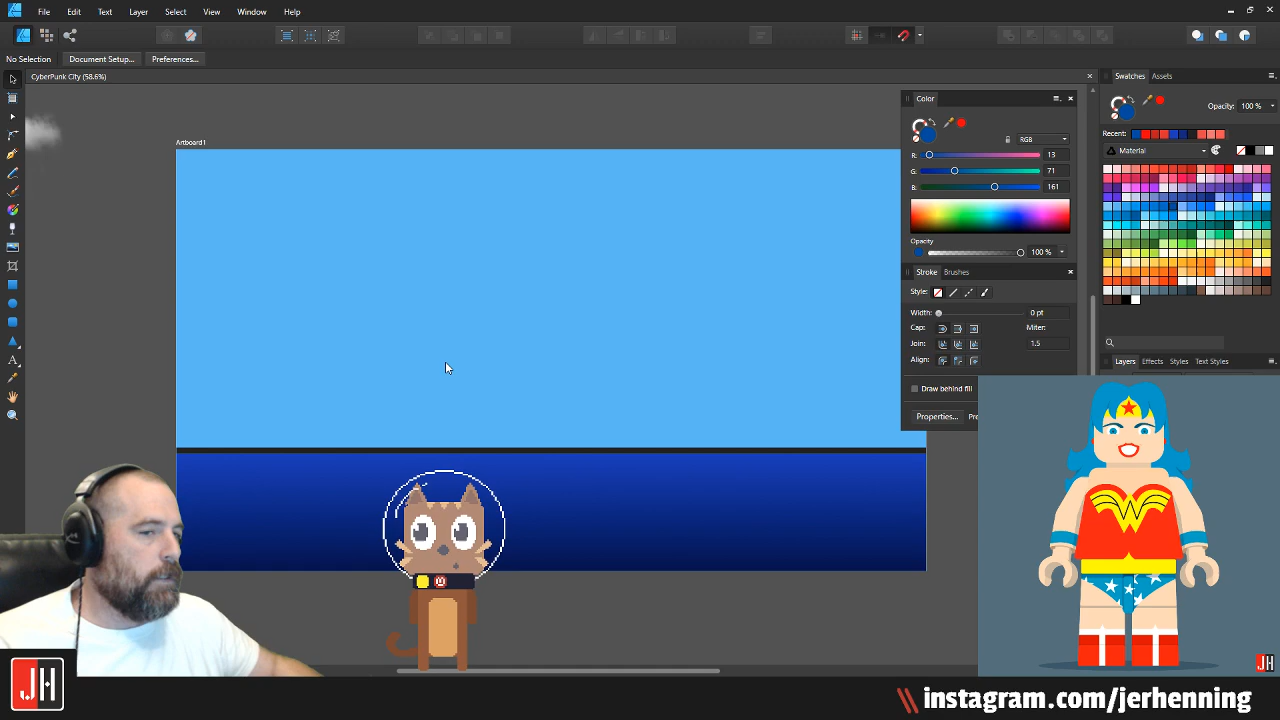 File Edit Text Layer Select View Window Help
No Selection Document Setup... Preferences...
CyberPunk City (58.6%)
Artboard1
Color
RGB
R: 13
G: 71
B: 161
Opacity
100 %
Stroke Brushes
Style:
Width: 0 pt
Cap: Miter:
Join: 1.5
Align:
Draw behind fill
Properties...
Swatches Assets
Opacity: 100 %
Recent:
Material
Layers Effects Styles Text Styles
JH
JH
\\ instagram.com/jerhenning